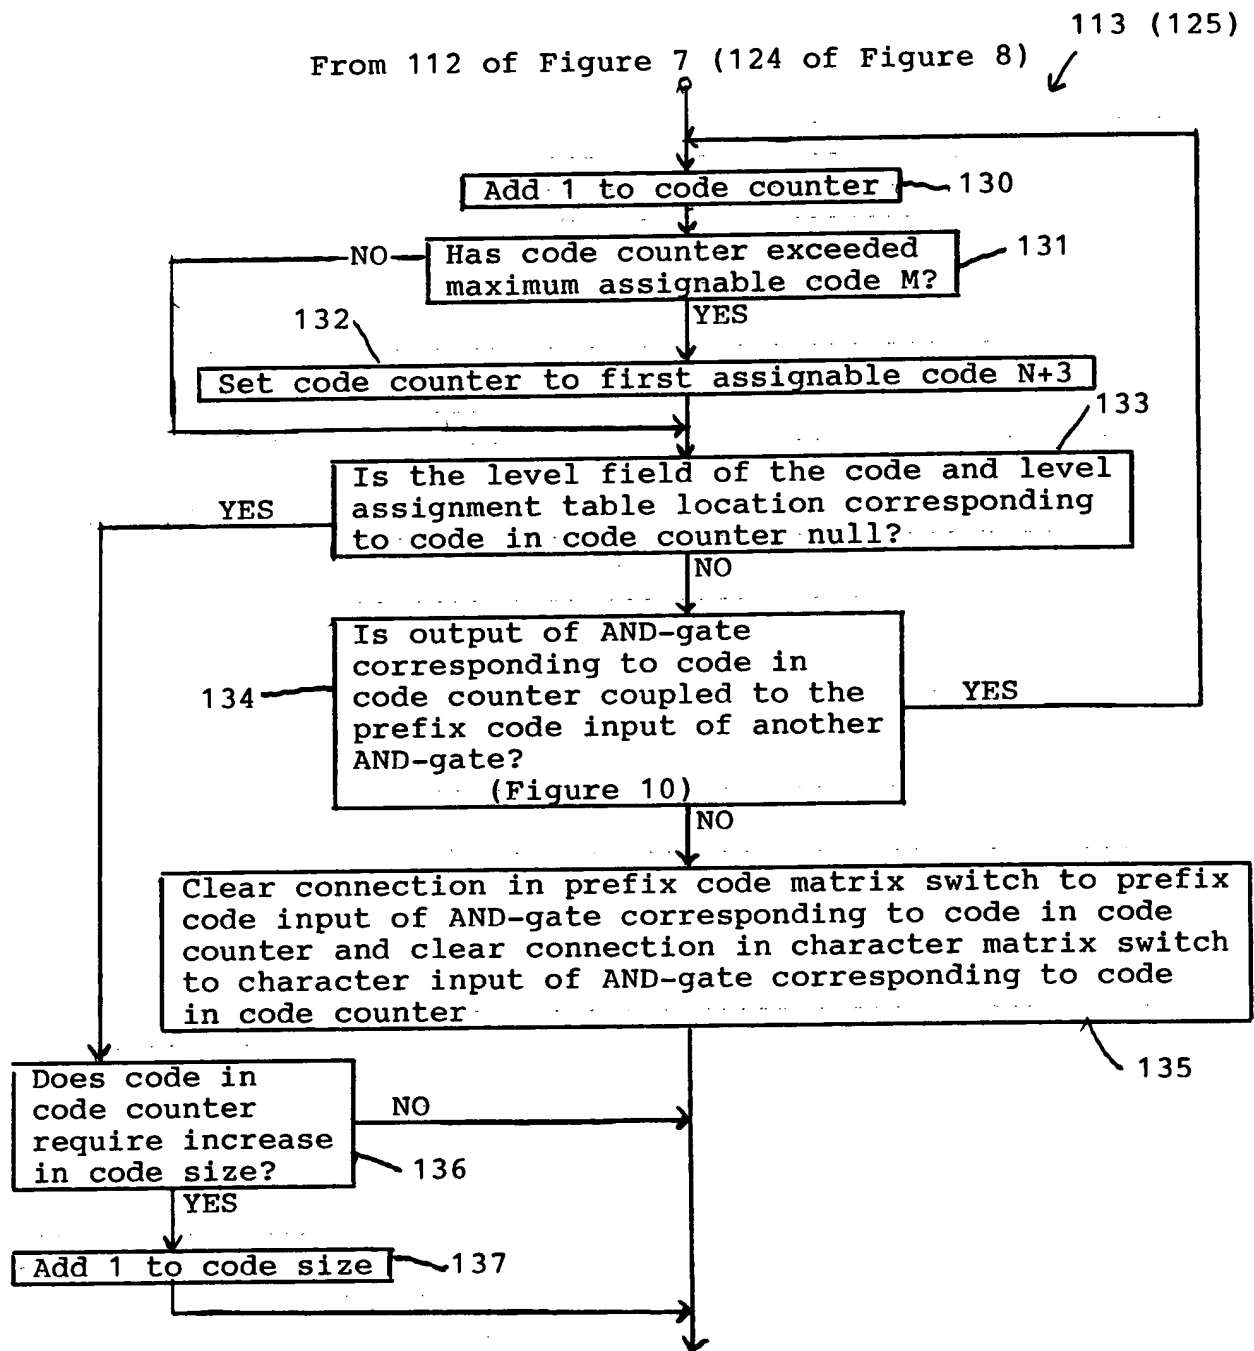 113 (125)
From 112 of Figure 7 (124 of Figure 8)
Add 1 to code counter
130
NO
Has code counter exceeded
maximum assignable code M?
131
YES
132
Set code counter to first assignable code N+3
133
YES
Is the level field of the code and level
assignment table location corresponding
to code in code counter null?
NO
134
Is output of AND-gate
corresponding to code in
code counter coupled to the
prefix code input of another
AND-gate?
(Figure 10)
YES
NO
Clear connection in prefix code matrix switch to prefix
code input of AND-gate corresponding to code in code
counter and clear connection in character matrix switch
to character input of AND-gate corresponding to code
in code counter
135
Does code in
code counter
require increase
in code size?
NO
136
YES
Add 1 to code size
137